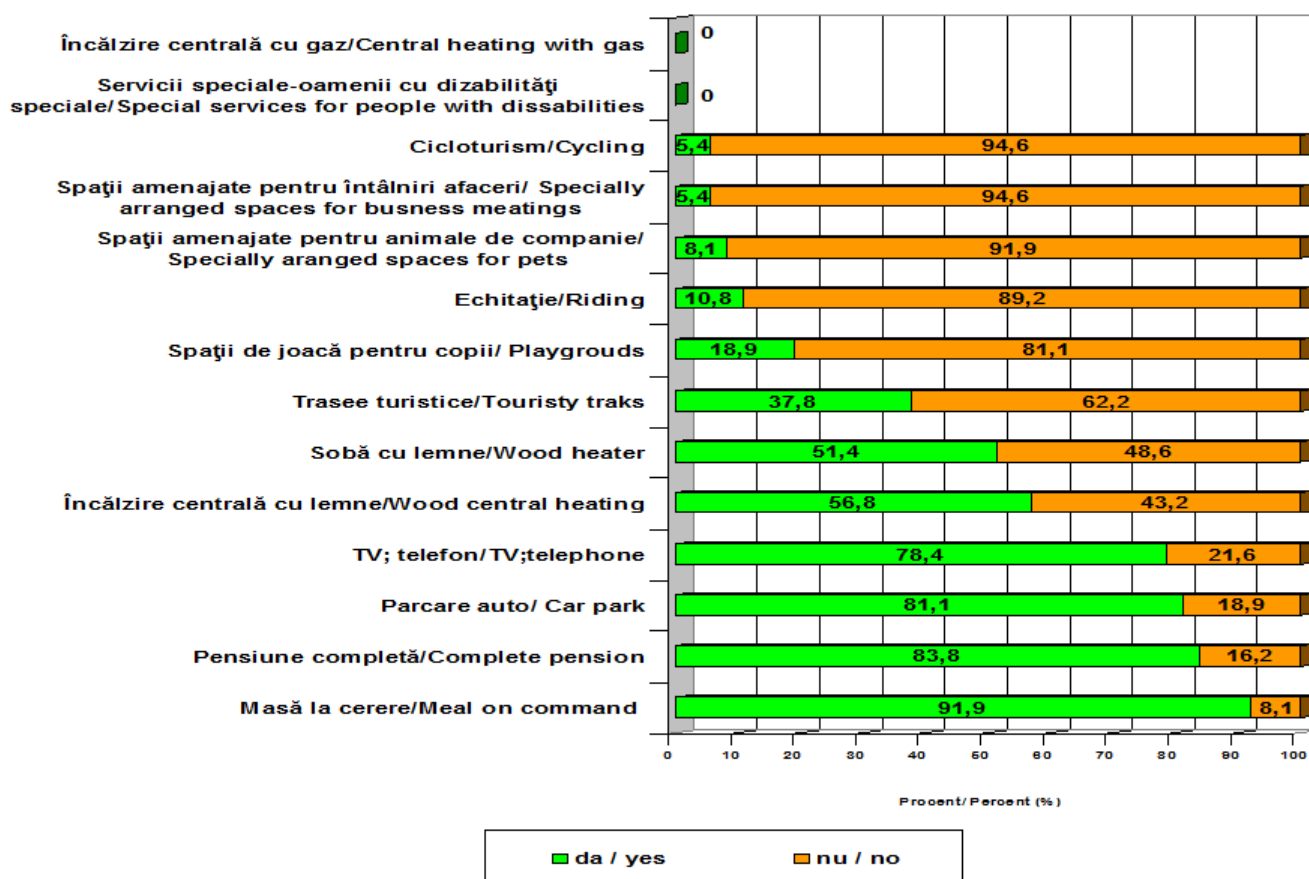 Încălzire centrală cu gaz/Central heating with gas
0
Servicii speciale-oamenii cu dizabilităţi
speciale/Special services for people with dissabilities
0
Cicloturism/Cycling
5,4
94,6
Spaţii amenajate pentru întâlniri afaceri/ Specially
arranged spaces for busness meatings
5,4
94,6
Spaţii amenajate pentru animale de companie/
Specially aranged spaces for pets
8,1
91,9
Echitaţie/Riding
10,8
89,2
Spaţii de joacă pentru copii/ Playgrouds
18,9
81,1
Trasee turistice/Touristy traks
37,8
62,2
Sobă cu lemne/Wood heater
51,4
48,6
Încălzire centrală cu lemne/Wood central heating
56,8
43,2
TV; telefon/TV;telephone
78,4
21,6
Parcare auto/ Car park
81,1
18,9
Pensiune completă/Complete pension
83,8
16,2
Masă la cerere/Meal on command
91,9
8,1
0 10 20 30 40 50 60 70 80 90 100
Procent/ Percent (%)
da / yes
nu / no